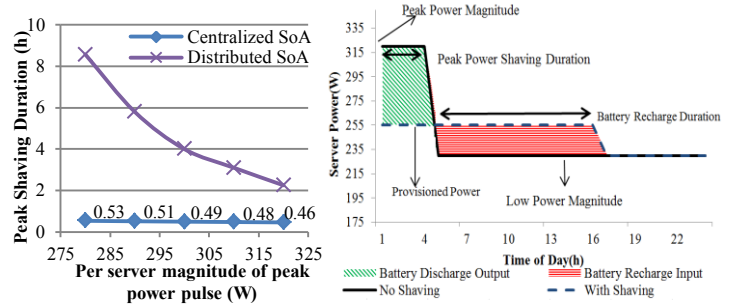 Peak Shaving Duration (h)
10
8
6
4
2
0
Centralized SoA
Distributed SoA
0.53
0.51
0.49
0.48
0.46
275
285
295
305
315
325
Per server magnitude of peak
power pulse (W)
Peak Power Magnitude
Server Power(W)
335
315
295
275
255
235
215
195
175
Peak Power Shaving Duration
Battery Recharge Duration
Provisioned Power
Low Power Magnitude
1
4
7
10
13
16
19
22
Time of Day(h)
Battery Discharge Output
Battery Recharge Input
No Shaving
With Shaving